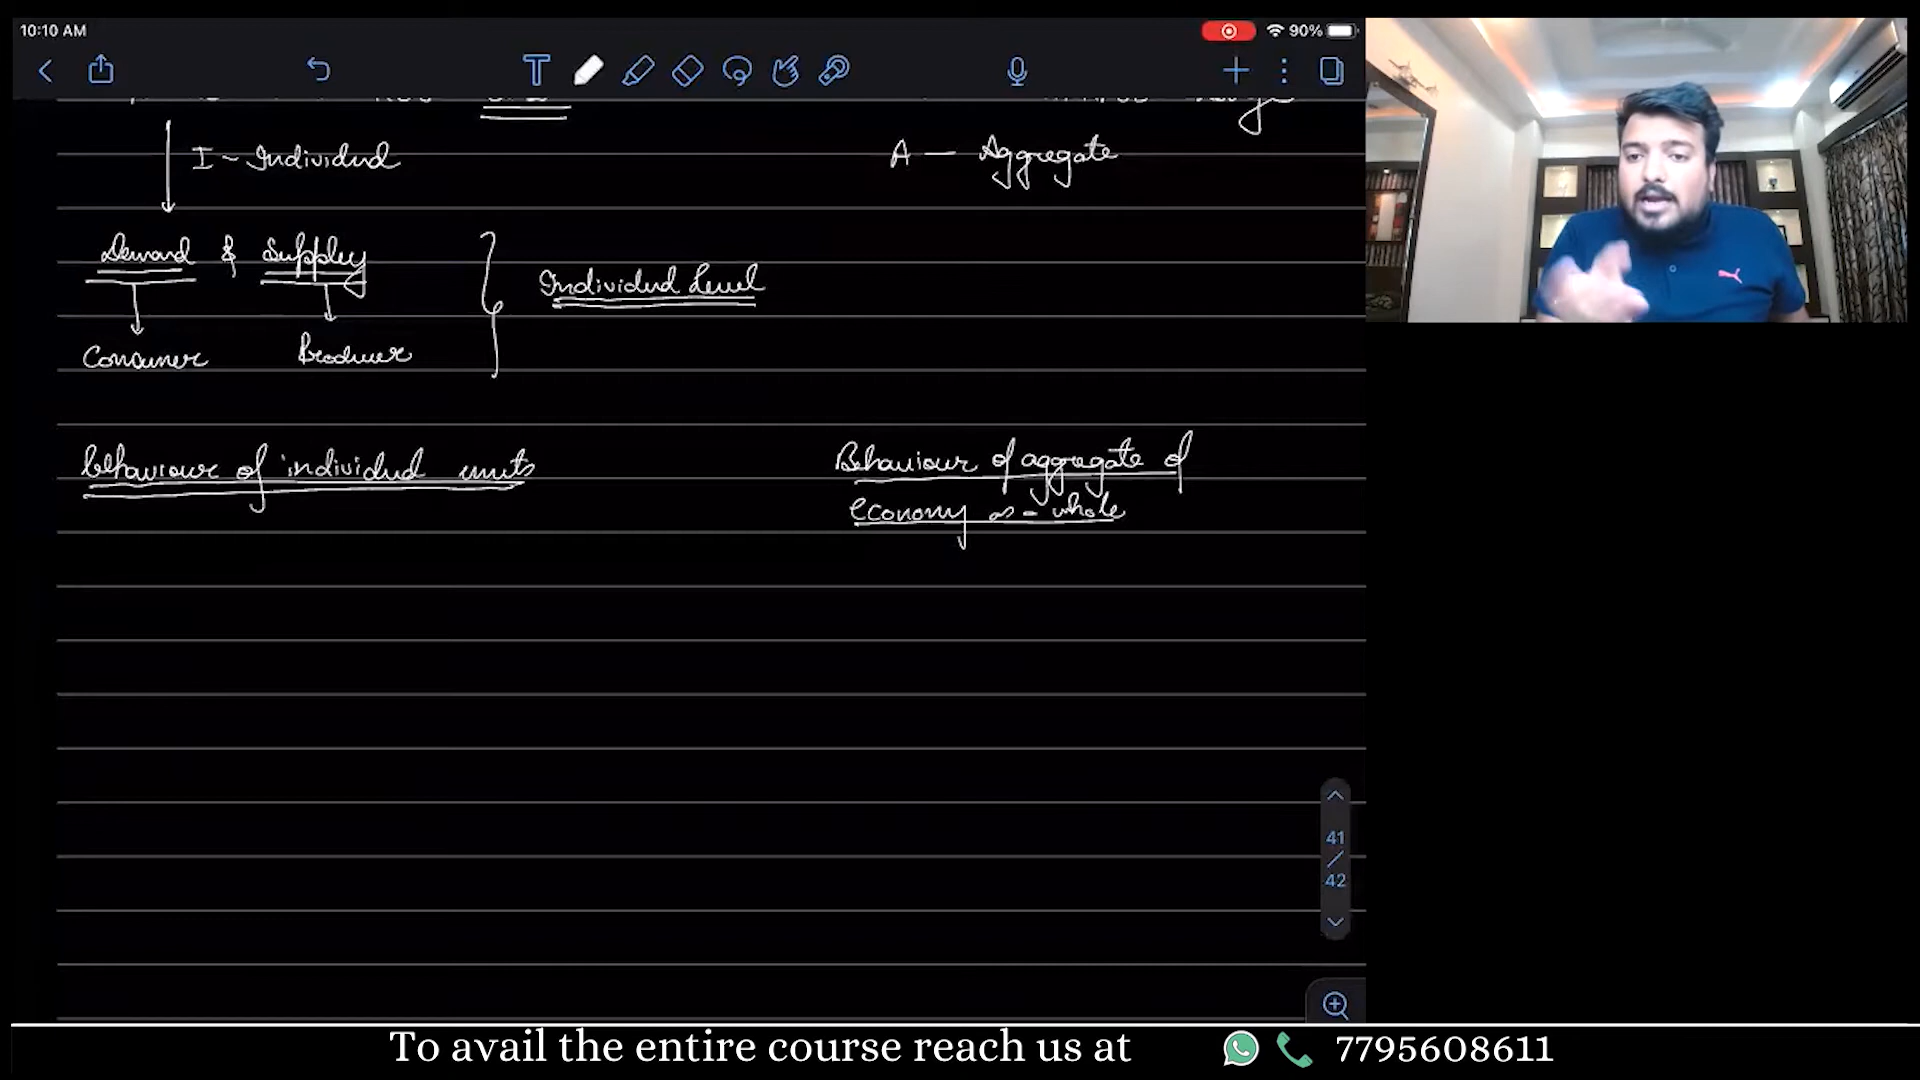 10:10 AM
90%
I - Individual
A — Aggregate
Demand & Supply
Individual Level
Consumer
Producer
behaviour of individual units
Behaviour of aggregate of
economy as - whole
41
/
42
To avail the entire course reach us at 7795608611